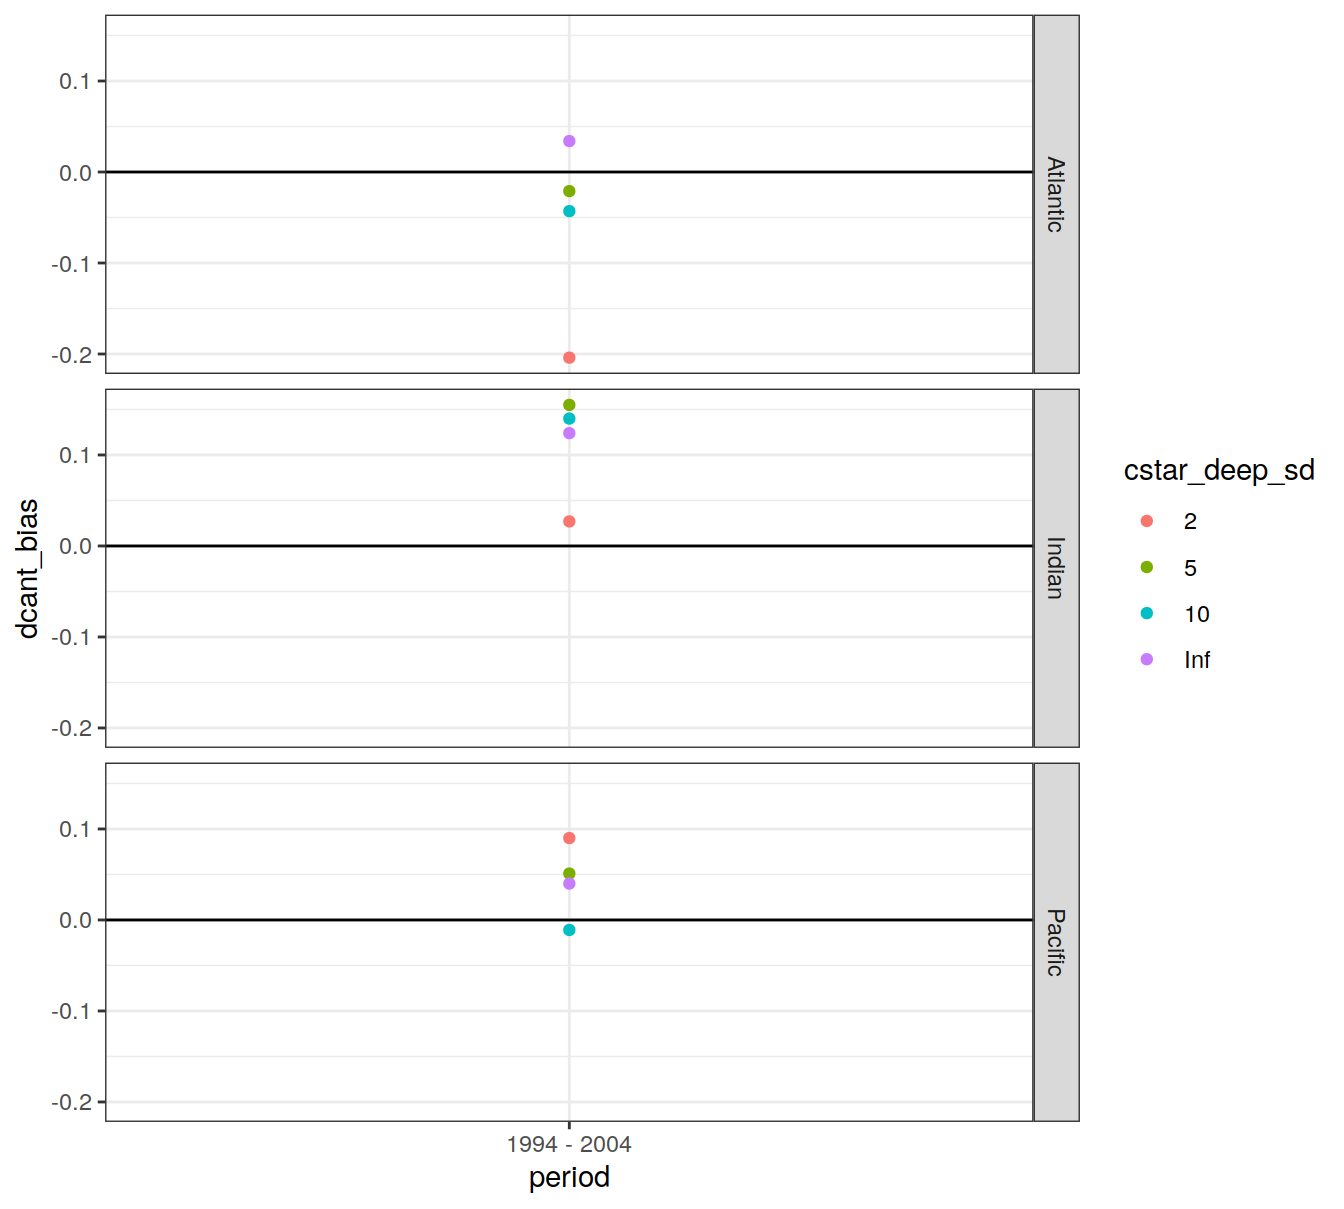 0.1
0.0
-0.1
-0.2
Atlantic
0.1
0.0
-0.1
-0.2
Indian
0.1
0.0
-0.1
-0.2
Pacific
dcant_bias
1994 - 2004
period
cstar_deep_sd
2
5
10
Inf